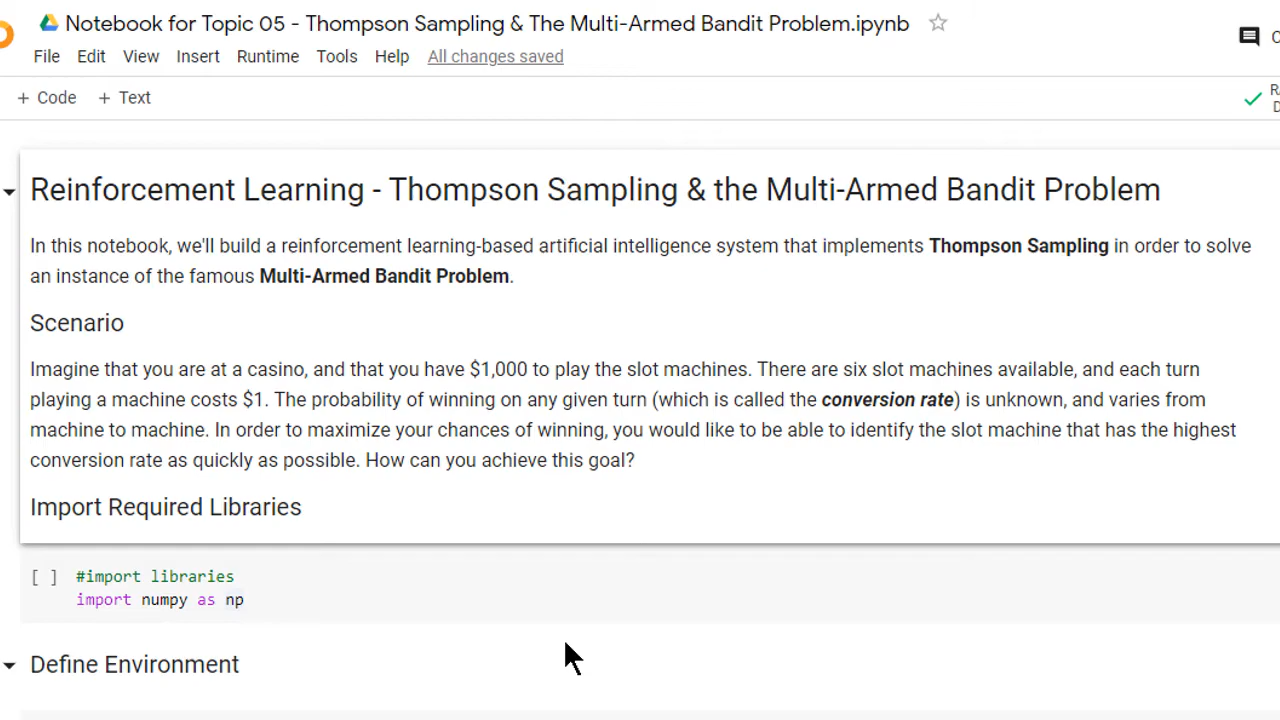 Notebook for Topic 05 - Thompson Sampling & The Multi-Armed Bandit Problem.ipynb
File Edit View Insert Runtime Tools Help All changes saved
+ Code + Text
Reinforcement Learning - Thompson Sampling & the Multi-Armed Bandit Problem
In this notebook, we'll build a reinforcement learning-based artificial intelligence system that implements Thompson Sampling in order to solve
an instance of the famous Multi-Armed Bandit Problem.
Scenario
Imagine that you are at a casino, and that you have $1,000 to play the slot machines. There are six slot machines available, and each turn
playing a machine costs $1. The probability of winning on any given turn (which is called the conversion rate) is unknown, and varies from
machine to machine. In order to maximize your chances of winning, you would like to be able to identify the slot machine that has the highest
conversion rate as quickly as possible. How can you achieve this goal?
Import Required Libraries
[ ] #import libraries
import numpy as np
Define Environment